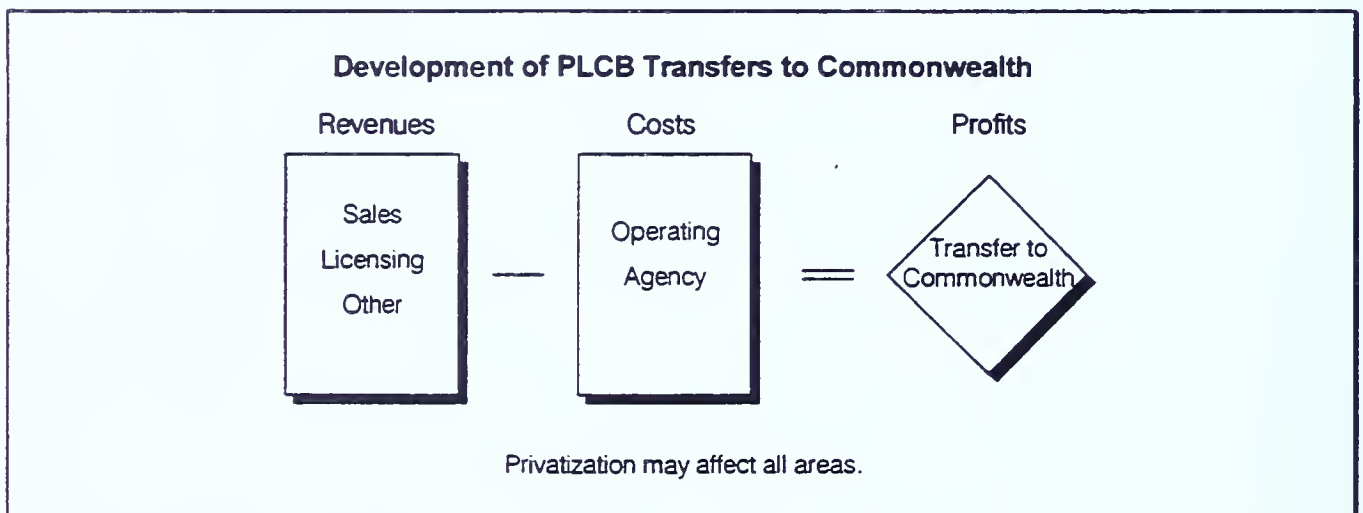 Development of PLCB Transfers to Commonwealth
Revenues
Costs
Profits
Sales
Licensing
Other
—
Operating
Agency
=
Transfer to
Commonwealth
Privatization may affect all areas.